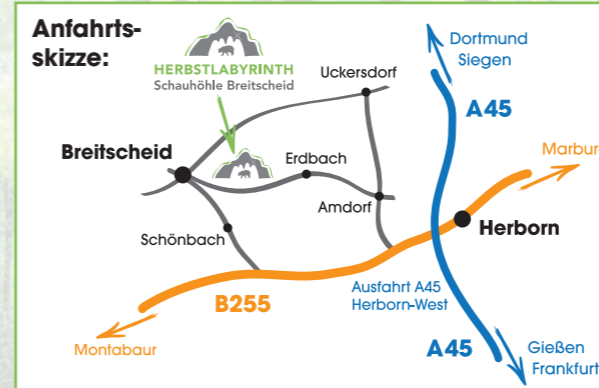 Anfahrts-
skizze:
HERBSTLABYRINTH
Schauhöhle Breitscheid
Dortmund
Siegen
Uckersdorf
A45
Breitscheid
Erdbach
Marburg
Amdorf
Herborn
Schönbach
Ausfahrt A45
Herborn-West
B255
Montabaur
A45
Gießen
Frankfurt